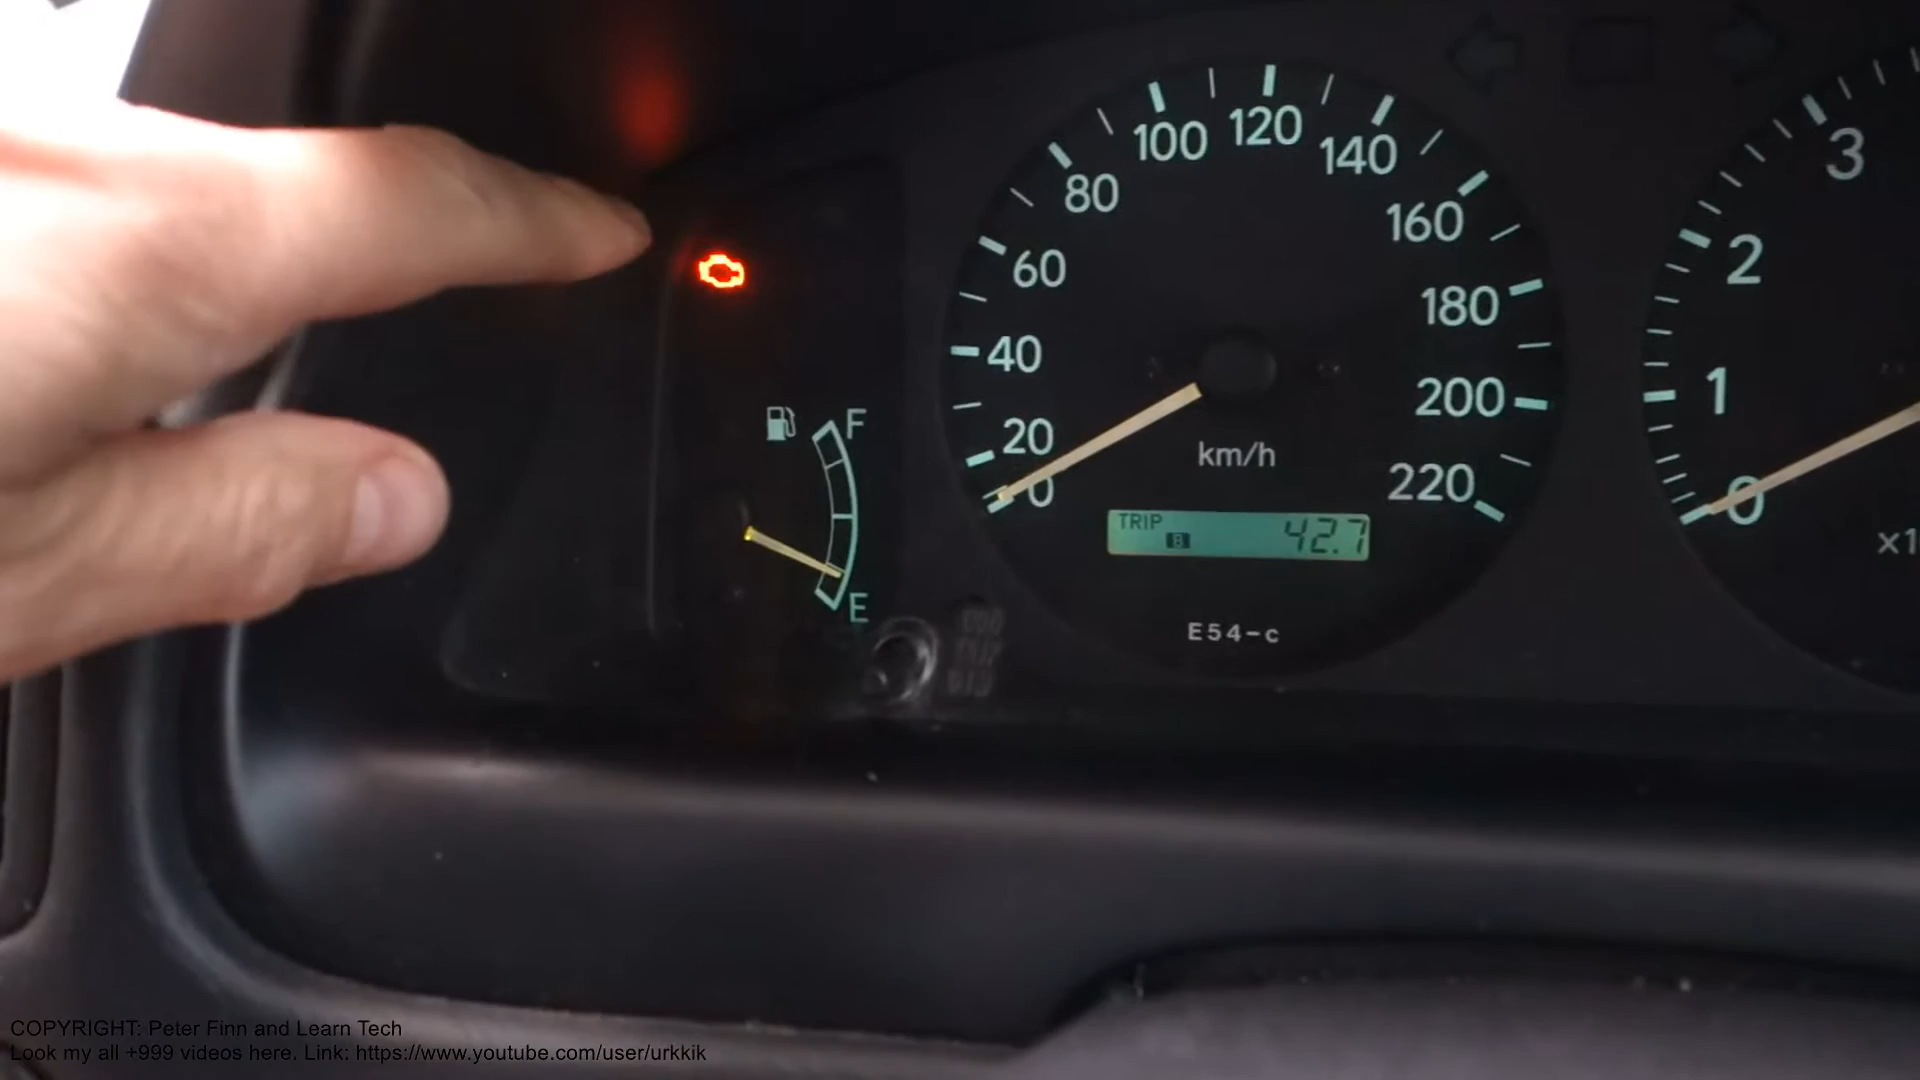 100 120 140
80 160
60 180
40 200
20 220
0
km/h
TRIP
B 42.7
E54-c
F
E
3
2
1
0
x1
COPYRIGHT: Peter Finn and Learn Tech
Look my all +999 videos here. Link: https://www.youtube.com/user/urkkik